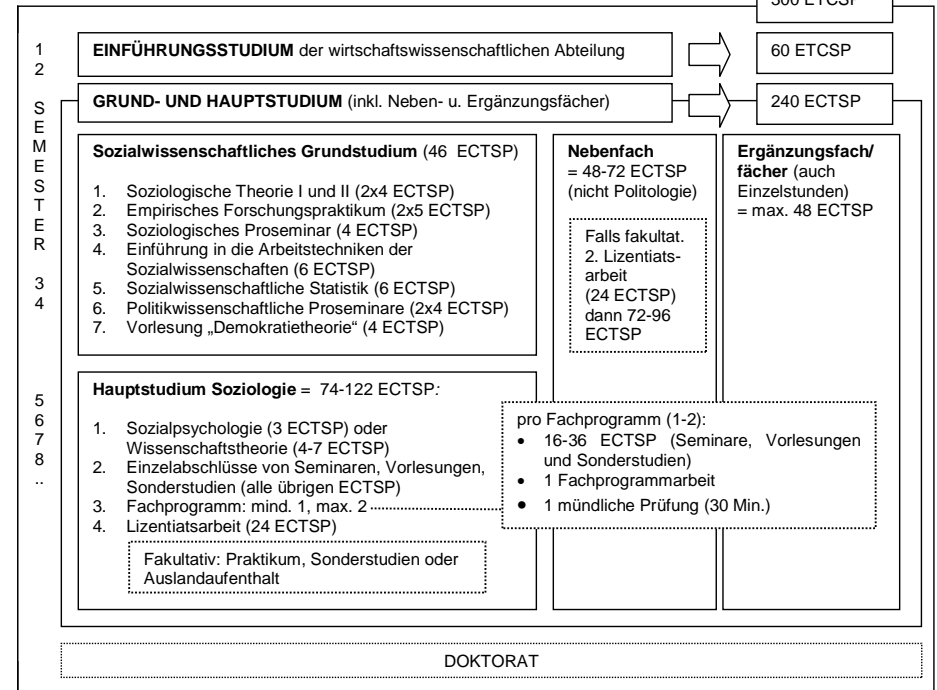 300 ETCSP
1
2
EINFÜHRUNGSSTUDIUM der wirtschaftswissenschaftlichen Abteilung
60 ETCSP
GRUND- UND HAUPTSTUDIUM (inkl. Neben- u. Ergänzungsfächer)
240 ECTSP
S
E
M
E
S
T
E
R
3
4
Sozialwissenschaftliches Grundstudium (46 ECTSP)
1. Soziologische Theorie I und II (2x4 ECTSP)
2. Empirisches Forschungspraktikum (2x5 ECTSP)
3. Soziologisches Proseminar (4 ECTSP)
4. Einführung in die Arbeitstechniken der
Sozialwissenschaften (6 ECTSP)
5. Sozialwissenschaftliche Statistik (6 ECTSP)
6. Politikwissenschaftliche Proseminare (2x4 ECTSP)
7. Vorlesung „Demokratietheorie“ (4 ECTSP)
Nebenfach
= 48-72 ECTSP
(nicht Politologie)
Falls fakultat.
2. Lizentiats-
arbeit
(24 ECTSP)
dann 72-96
ECTSP
Ergänzungsfach/
fächer (auch
Einzelstunden)
= max. 48 ECTSP
5
6
7
8
..
Hauptstudium Soziologie = 74-122 ECTSP:
1. Sozialpsychologie (3 ECTSP) oder
Wissenschaftstheorie (4-7 ECTSP)
2. Einzelabschlüsse von Seminaren, Vorlesungen,
Sonderstudien (alle übrigen ECTSP)
3. Fachprogramm: mind. 1, max. 2
4. Lizentiatsarbeit (24 ECTSP)
Fakultativ: Praktikum, Sonderstudien oder
Auslandaufenthalt
pro Fachprogramm (1-2):
• 16-36 ECTSP (Seminare, Vorlesungen
und Sonderstudien)
• 1 Fachprogrammarbeit
• 1 mündliche Prüfung (30 Min.)
DOKTORAT